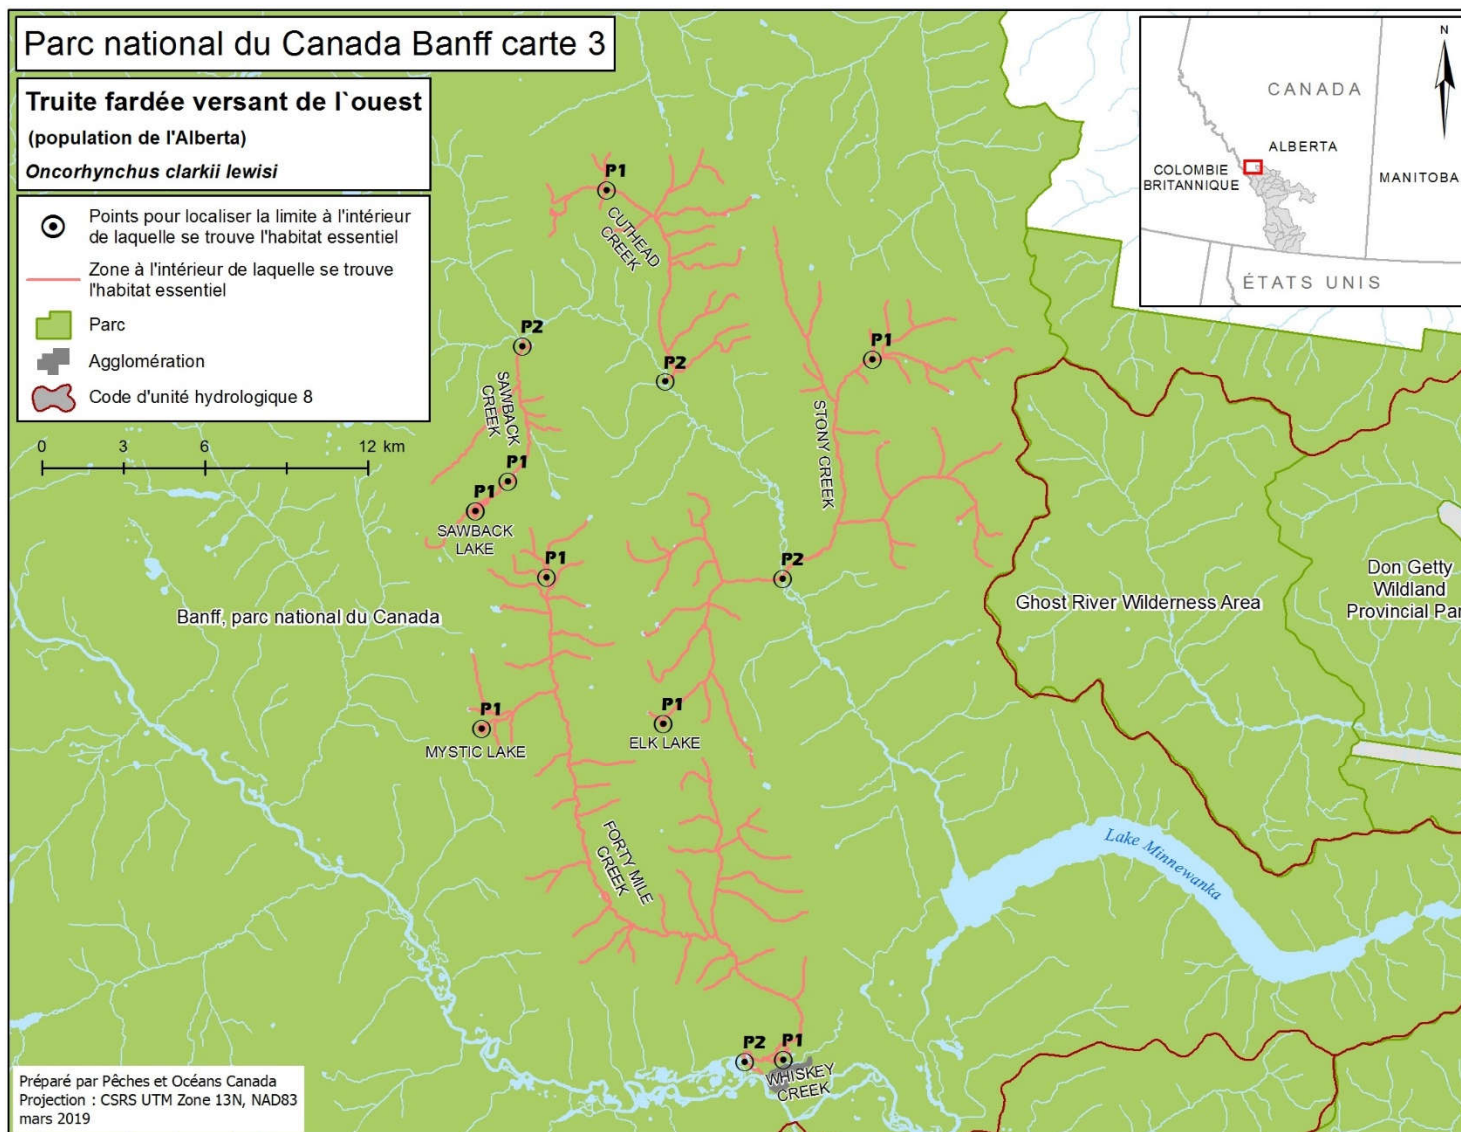 Parc national du Canada Banff carte 3
Truite fardée versant de l`ouest
(population de l'Alberta)
Oncorhynchus clarkii lewisi
Points pour localiser la limite à l'intérieur
de laquelle se trouve l'habitat essentiel
Zone à l'intérieur de laquelle se trouve
l'habitat essentiel
Parc
Agglomération
Code d'unité hydrologique 8
0 3 6 12 km
N
CANADA
ALBERTA
COLOMBIE
BRITANNIQUE
MANITOBA
ÉTATS UNIS
P1
CUTHEAD
CREEK
P2
P2
P1
SAWBACK
CREEK
STONY CREEK
P1
P1
SAWBACK
LAKE
P1
P2
Banff, parc national du Canada
Ghost River Wilderness Area
Don Getty
Wildland
Provincial Par
P1
MYSTIC LAKE
P1
ELK LAKE
FORTY MILE
CREEK
Lake Minnewanka
P2
P1
WHISKEY
CREEK
Préparé par Pêches et Océans Canada
Projection : CSRS UTM Zone 13N, NAD83
mars 2019